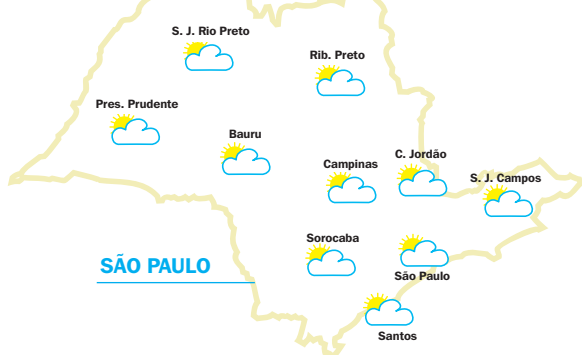 S. J. Rio Preto
Rib. Preto
Pres. Prudente
Bauru
C. Jordão
Campinas
S. J. Campos
Sorocaba
SÃO PAULO
São Paulo
Santos